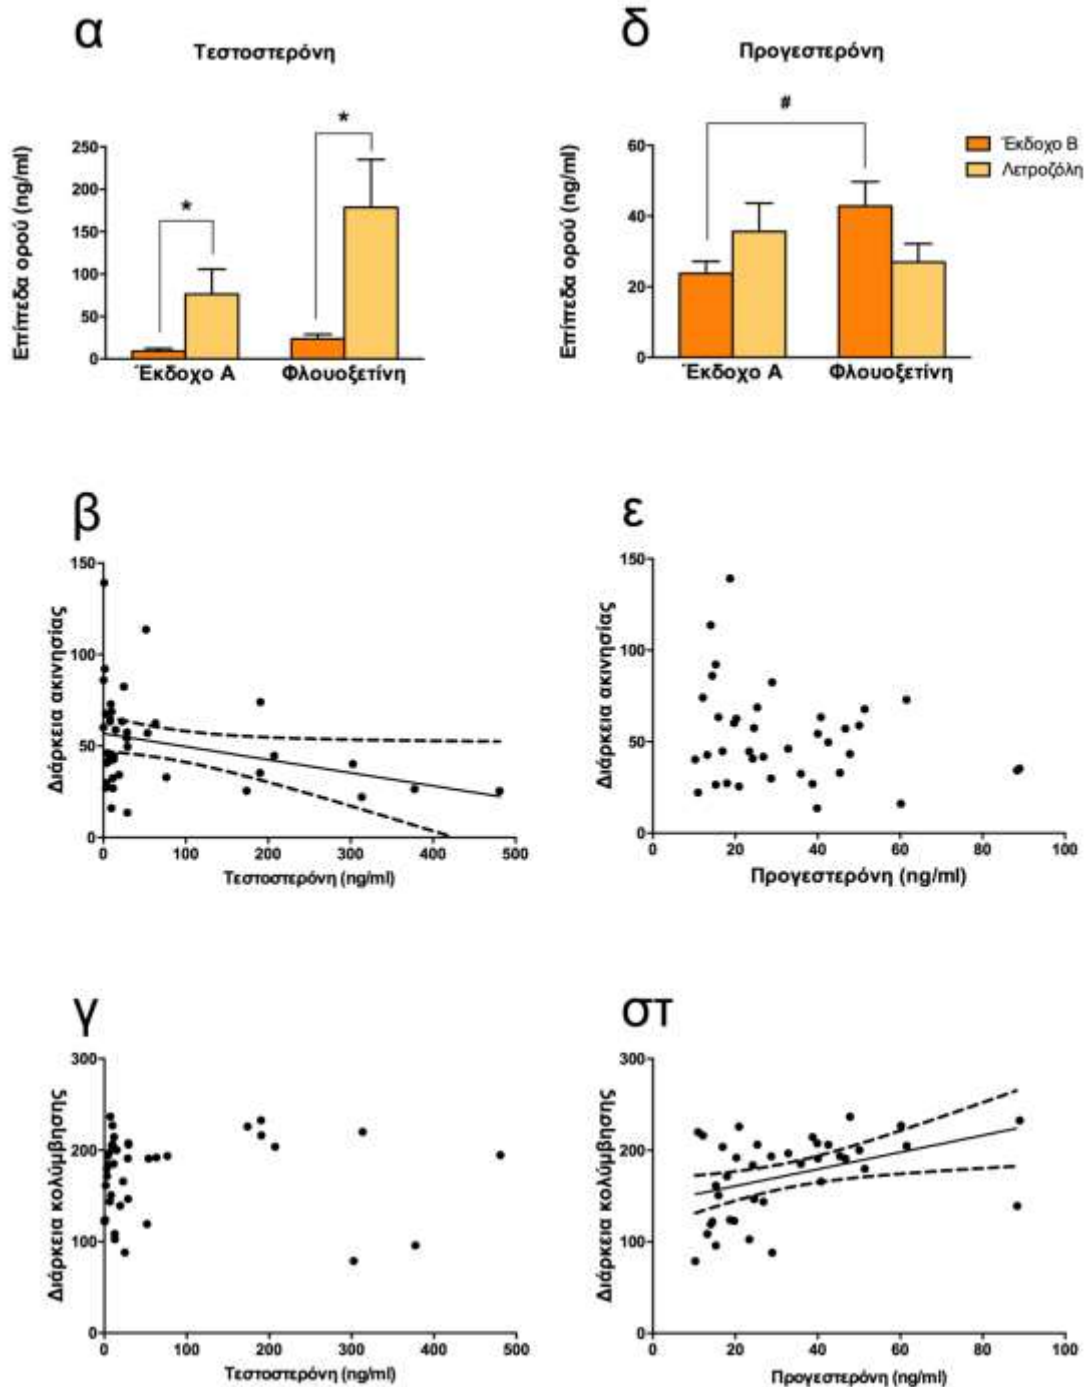 α
Τεστοστερόνη
Επίπεδα ορού (ng/ml)
250
200
150
100
50
0
*
*
Έκδοχο Α
Φλουοξετίνη
δ
Προγεστερόνη
Επίπεδα ορού (ng/ml)
60
40
20
0
#
Έκδοχο Α
Φλουοξετίνη
Έκδοχο Β
Λετροζόλη
β
Διάρκεια ακινησίας
150
100
50
0
0 100 200 300 400 500
Τεστοστερόνη (ng/ml)
ε
Διάρκεια ακινησίας
150
100
50
0
0 20 40 60 80 100
Προγεστερόνη (ng/ml)
γ
Διάρκεια κολύμβησης
300
200
100
0
0 100 200 300 400 500
Τεστοστερόνη (ng/ml)
στ
Διάρκεια κολύμβησης
300
200
100
0
0 20 40 60 80 100
Προγεστερόνη (ng/ml)